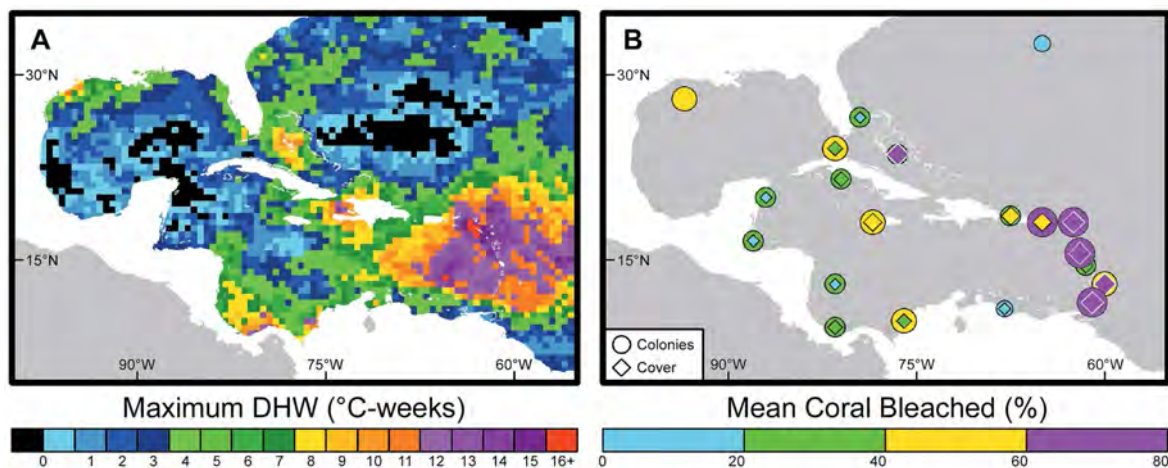 A
B
30°N
30°N
15°N
15°N
Colonies
Cover
90°W
75°W
60°W
90°W
75°W
60°W
Maximum DHW (°C-weeks)
Mean Coral Bleached (%)
0 1 2 3 4 5 6 7 8 9 10 11 12 13 14 15 16+
0 20 40 60 80